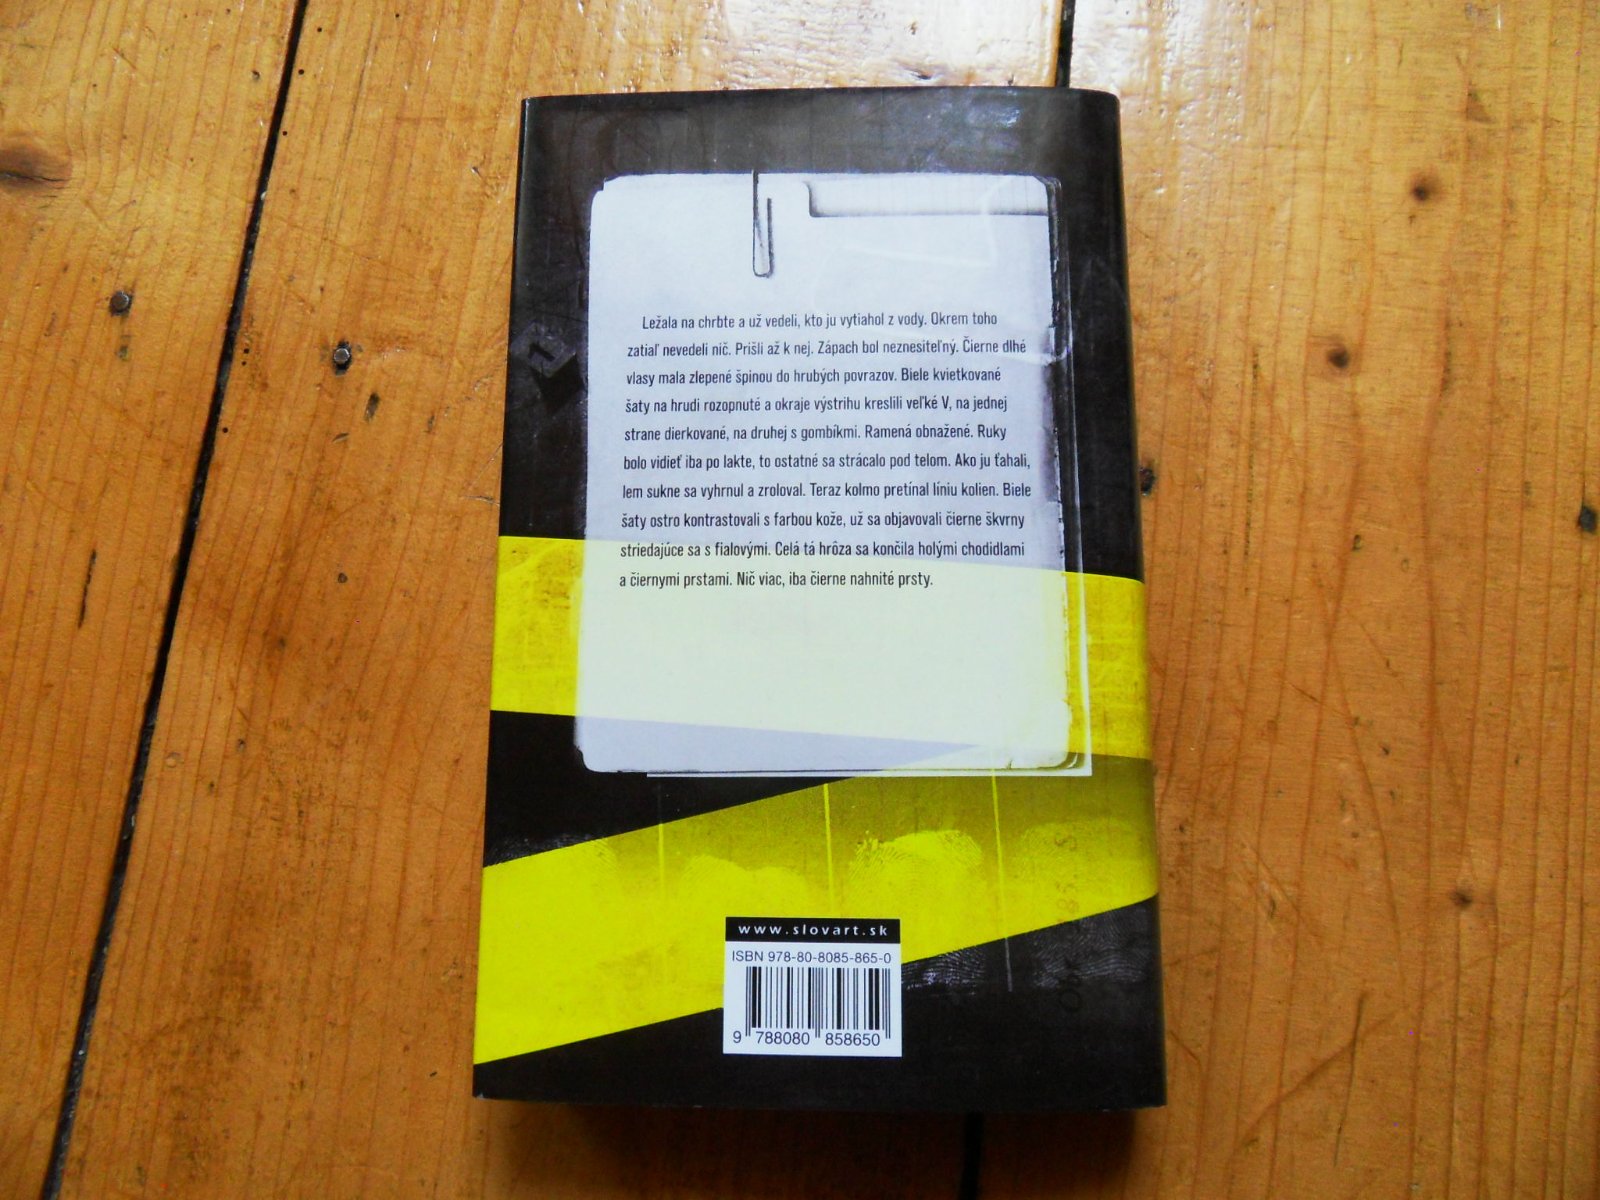 Ležala na chrbte a už vedeli, kto ju vytiahol z vody. Okrem toho
zatiaľ nevedeli nič. Prišli až k nej. Zápach bol neznesiteľný. Čierne dlhé
vlasy mala zlepené špinou do hrubých povrazov. Biele kvietkované
šaty na hrudi rozopnuté a okraje výstrihu kreslili veľké V, na jednej
strane dierkované, na druhej s gombíkmi. Ramená obnažené. Ruky
bolo vidieť iba po lakte, to ostatné sa strácalo pod telom. Ako ju ťahali,
lem sukne sa vyhrnul a zroloval. Teraz kolmo pretínal líniu kolien. Biele
šaty ostro kontrastovali s farbou kože, už sa objavovali čierne škvrny
striedajúce sa s fialovými. Celá tá hrôza sa končila holými chodidlami
a čiernymi prstami. Nič viac, iba čierne nahnité prsty.
www.slovart.sk
ISBN 978-80-8085-865-0
9 788080 858650